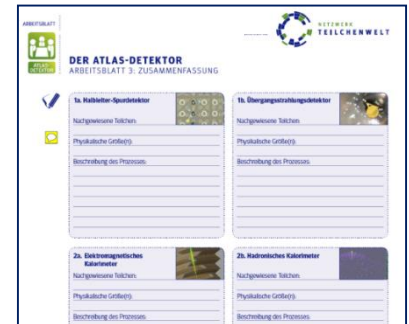 ARBEITSBLATT
NETZWERK
TEILCHENWELT
ATLAS-
DETEKTOR
DER ATLAS-DETEKTOR
ARBEITSBLATT 3: ZUSAMMENFASSUNG
1a. Halbleiter-Spurdetektor
Nachgewiesene Teilchen:
Physikalische Größe(n):
Beschreibung des Prozesses:
1b. Übergangsstrahlungsdetektor
Nachgewiesene Teilchen:
Physikalische Größe(n):
Beschreibung des Prozesses:
2a. Elektromagnetisches
Kalorimeter
Nachgewiesene Teilchen:
Physikalische Größe(n):
Beschreibung des Prozesses:
2b. Hadronisches Kalorimeter
Nachgewiesene Teilchen:
Physikalische Größe(n):
Beschreibung des Prozesses: